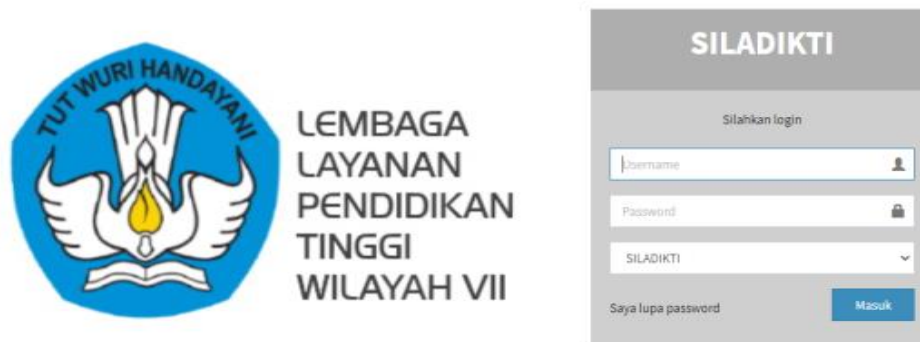 TUT WURI HANDAYANI
LEMBAGA
LAYANAN
PENDIDIKAN
TINGGI
WILAYAH VII
SILADIKTI
Silahkan login
Username
Password
SILADIKTI
Saya lupa password
Masuk